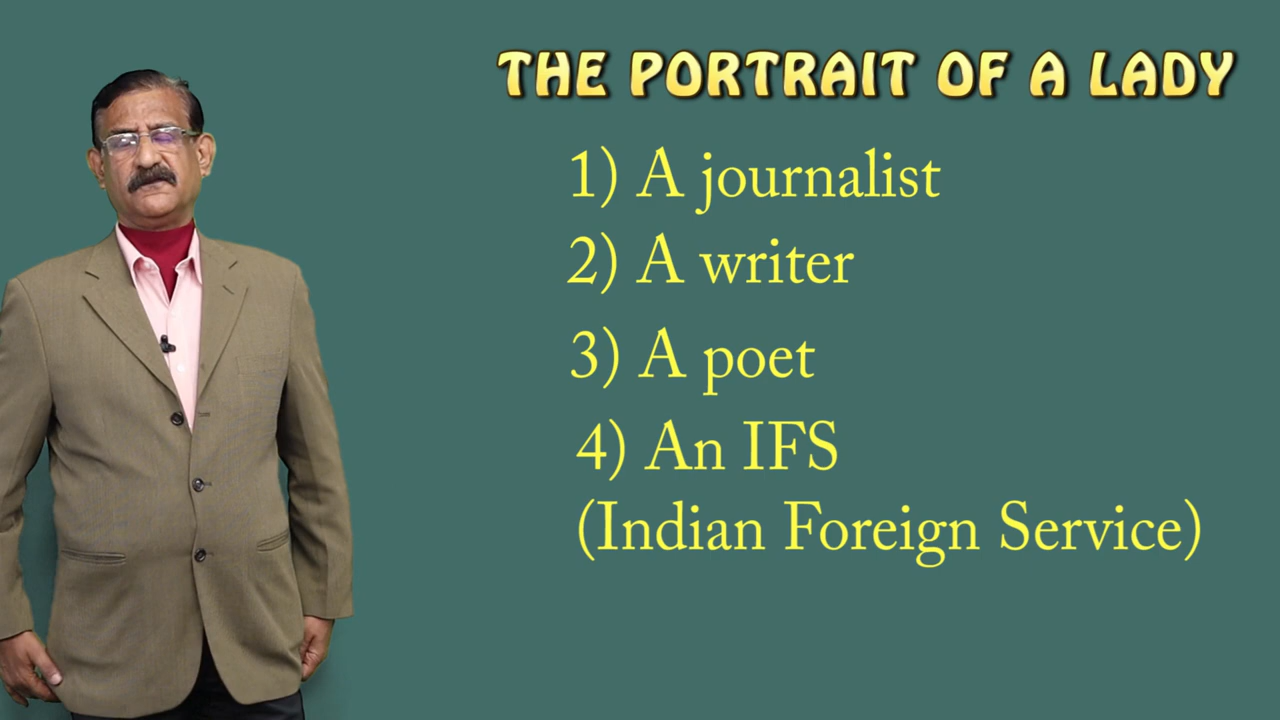 THE PORTRAIT OF A LADY
1) A journalist
2) A writer
3) A poet
4) An IFS
(Indian Foreign Service)